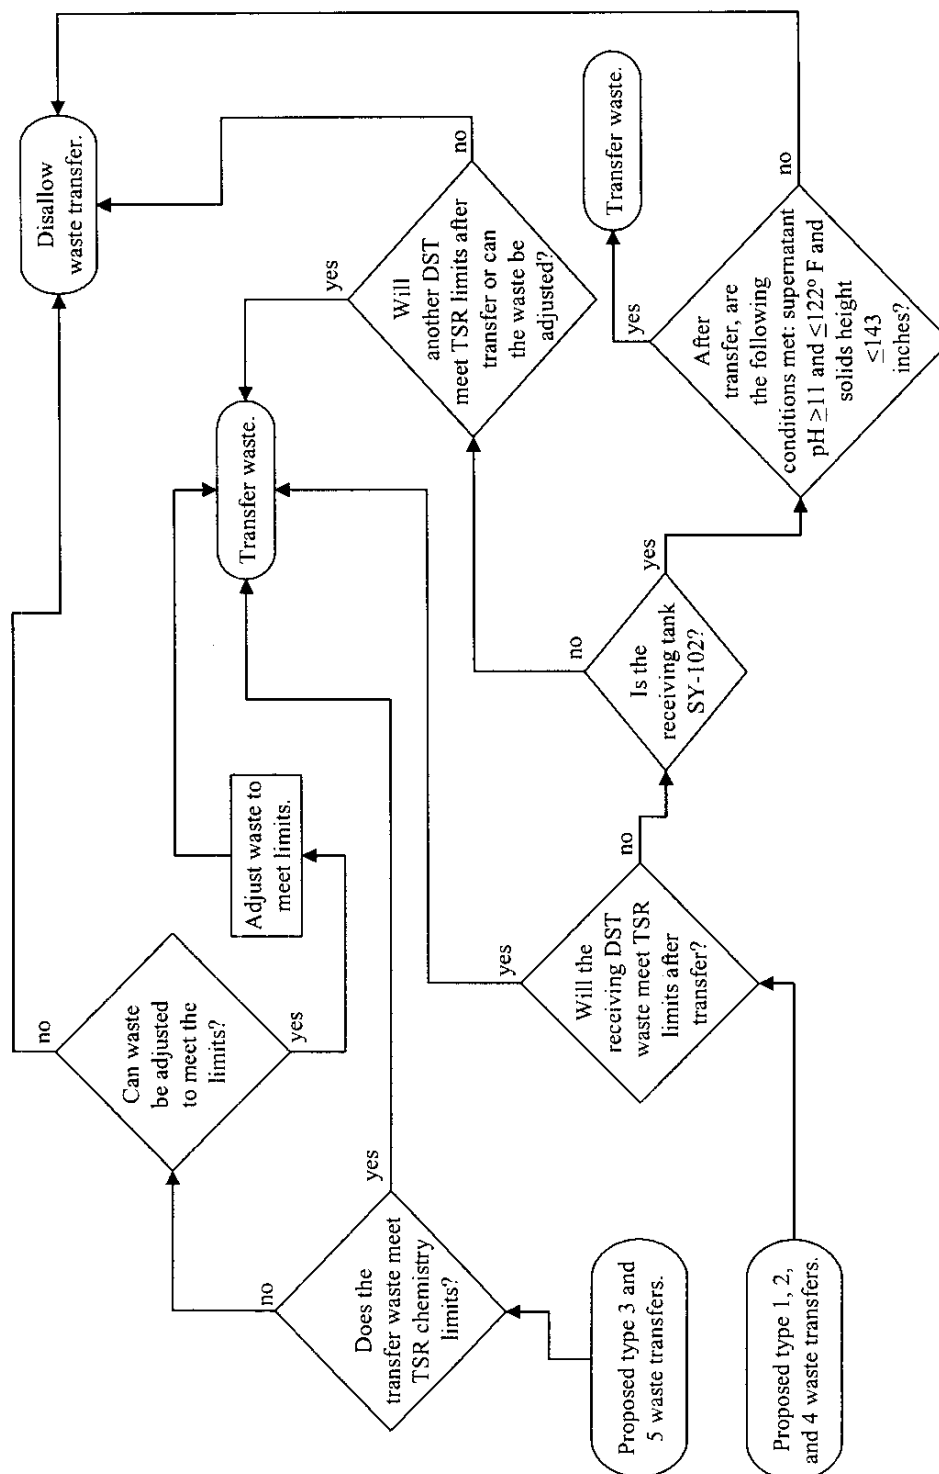 Proposed type 3 and
5 waste transfers.
Does the
transfer waste meet
TSR chemistry
limits?
no
yes
Can waste
be adjusted
to meet the
limits?
no
yes
Adjust waste to
meet limits.
Transfer waste.
Disallow
waste transfer.
Proposed type 1, 2,
and 4 waste transfers.
Will the
receiving DST
waste meet TSR
limits after
transfer?
yes
no
Is the
receiving tank
SY-102?
no
yes
Will
another DST
meet TSR limits after
transfer or can
the waste be
adjusted?
yes
no
After
transfer, are
the following
conditions met: supernatant
pH ≥11 and ≤122º F and
solids height
≤143
inches?
yes
no
Transfer waste.